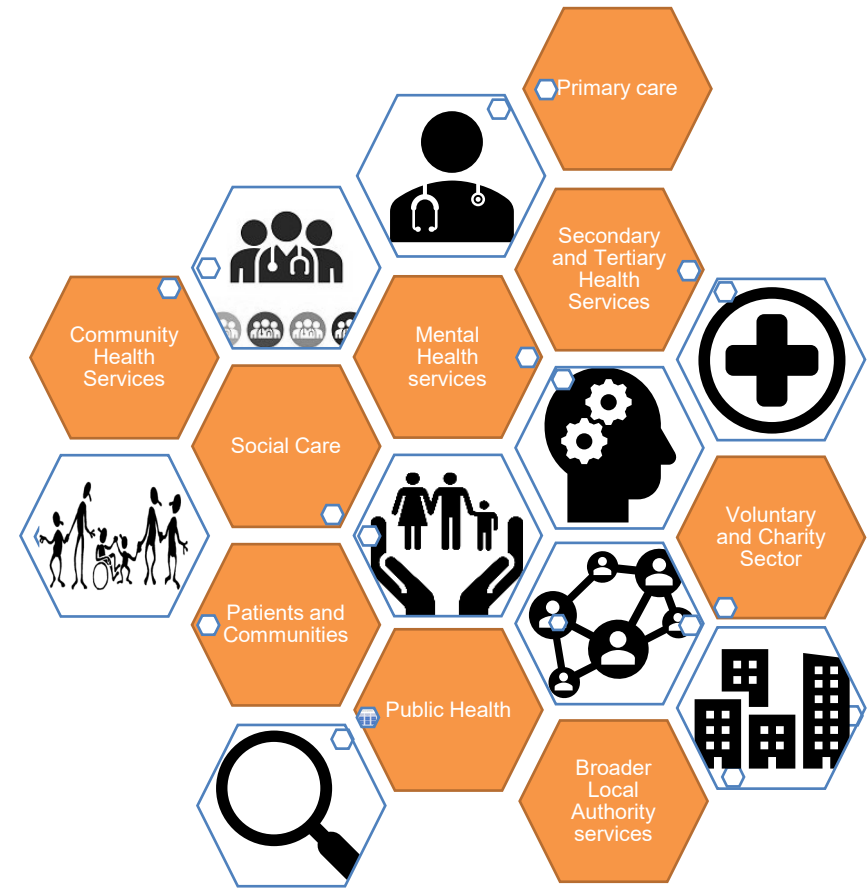 Primary care
Secondary
and Tertiary
Health
Services
Community
Health
Services
Mental
Health
services
Social Care
Voluntary
and Charity
Sector
Patients and
Communities
Public Health
Broader
Local
Authority
services